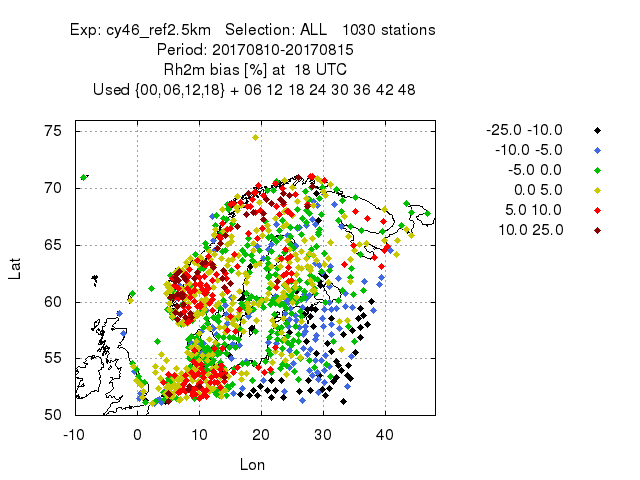 Exp: cy46_ref2.5km   Selection: ALL   1030 stations
Period: 20170810-20170815
Rh2m bias [%] at  18 UTC
Used {00,06,12,18} + 06 12 18 24 30 36 42 48
-25.0 -10.0
-10.0 -5.0
-5.0 0.0
0.0 5.0
5.0 10.0
10.0 25.0
75
70
65
60
55
50
Lat
-10 0 10 20 30 40
Lon